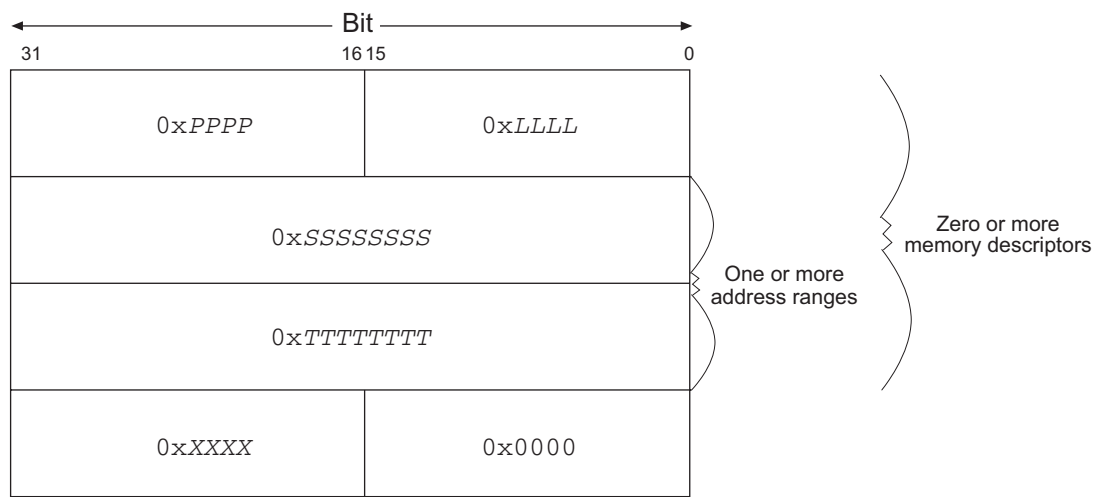 Bit
31 16 15 0
0xPPPP 0xLLLL
0xSSSSSSSS
0xTTTTTTTT
0xXXXX 0x0000
One or more
address ranges
Zero or more
memory descriptors